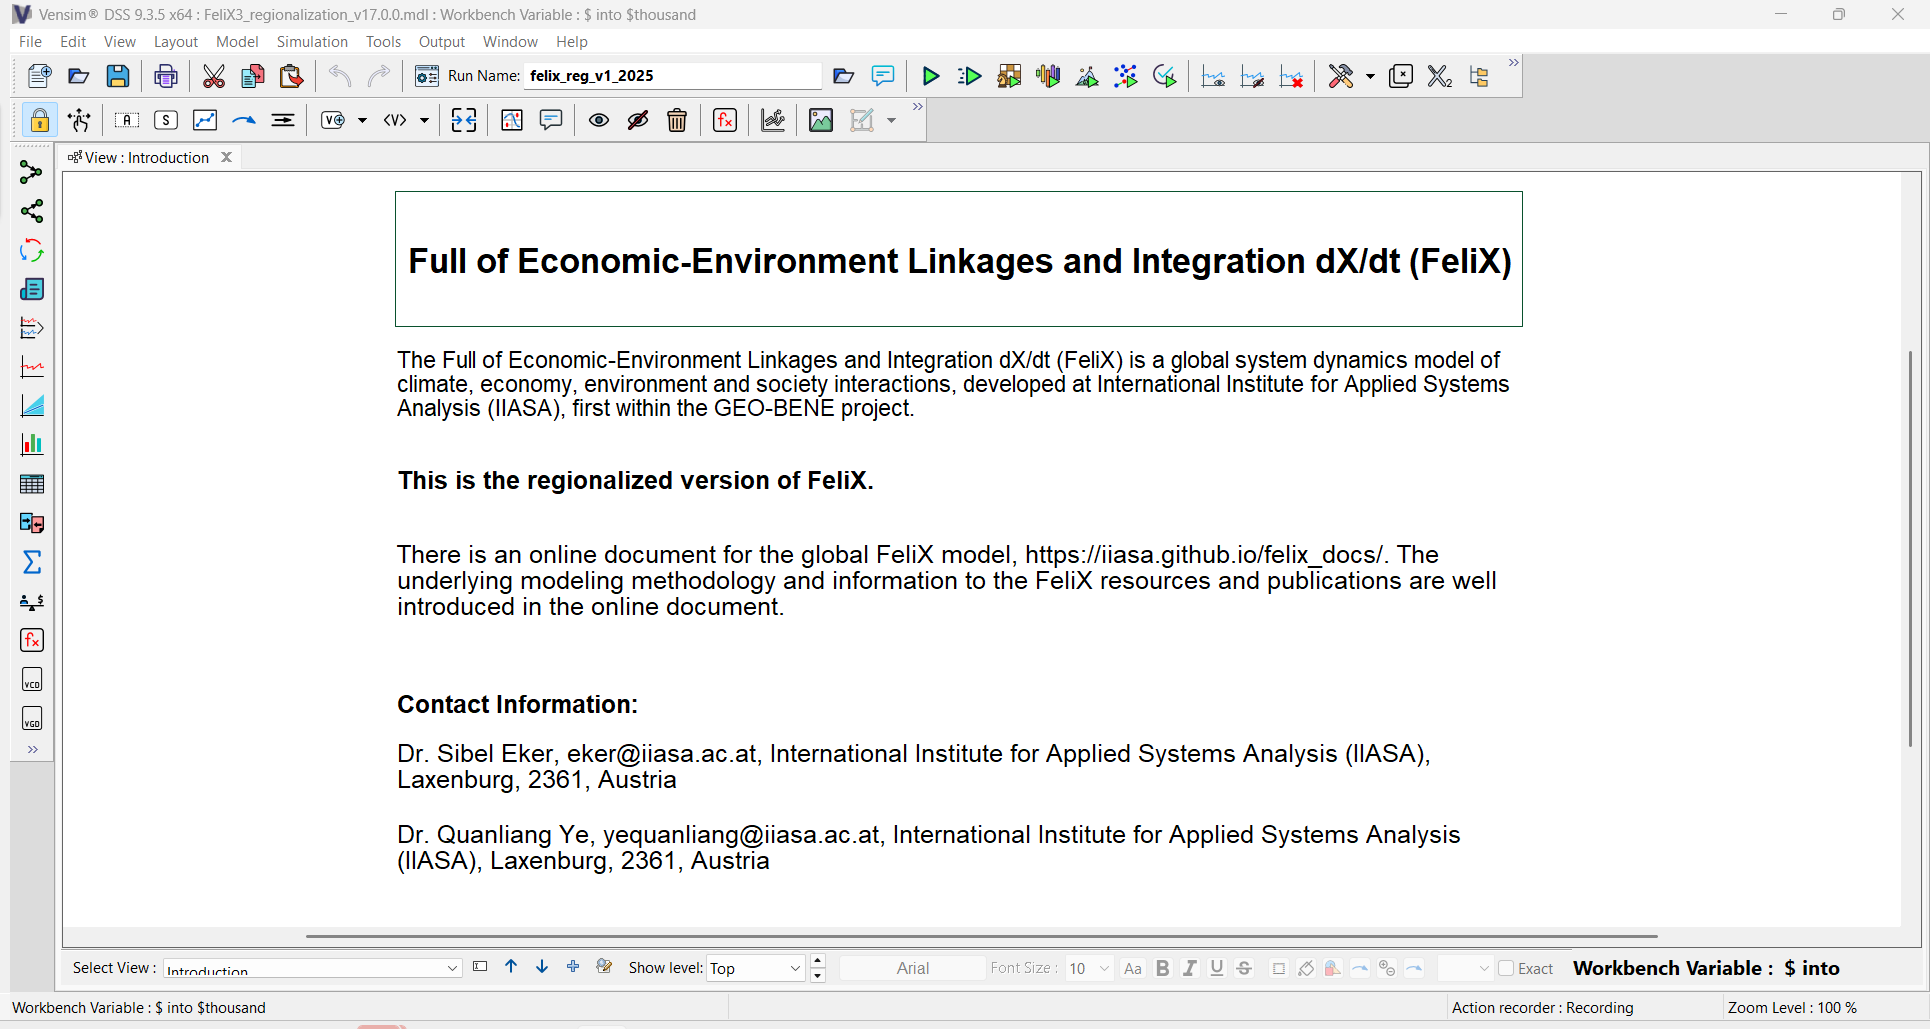 Vensim® DSS 9.3.5 x64 : FeliX3_regionalization_v17.0.0.mdl : Workbench Variable : $ into $thousand
File Edit View Layout Model Simulation Tools Output Window Help
Run Name: felix_reg_v1_2025
View : Introduction
Full of Economic-Environment Linkages and Integration dX/dt (FeliX)
The Full of Economic-Environment Linkages and Integration dX/dt (FeliX) is a global system dynamics model of
climate, economy, environment and society interactions, developed at International Institute for Applied Systems
Analysis (IIASA), first within the GEO-BENE project.
This is the regionalized version of FeliX.
There is an online document for the global FeliX model, https://iiasa.github.io/felix_docs/. The
underlying modeling methodology and information to the FeliX resources and publications are well
introduced in the online document.
Contact Information:
Dr. Sibel Eker, eker@iiasa.ac.at, International Institute for Applied Systems Analysis (IIASA),
Laxenburg, 2361, Austria
Dr. Quanliang Ye, yequanliang@iiasa.ac.at, International Institute for Applied Systems Analysis
(IIASA), Laxenburg, 2361, Austria
Select View : Introduction Show level: Top Arial Font Size : 10 Aa B I U S Exact Workbench Variable : $ into
Workbench Variable : $ into $thousand Action recorder : Recording Zoom Level : 100 %